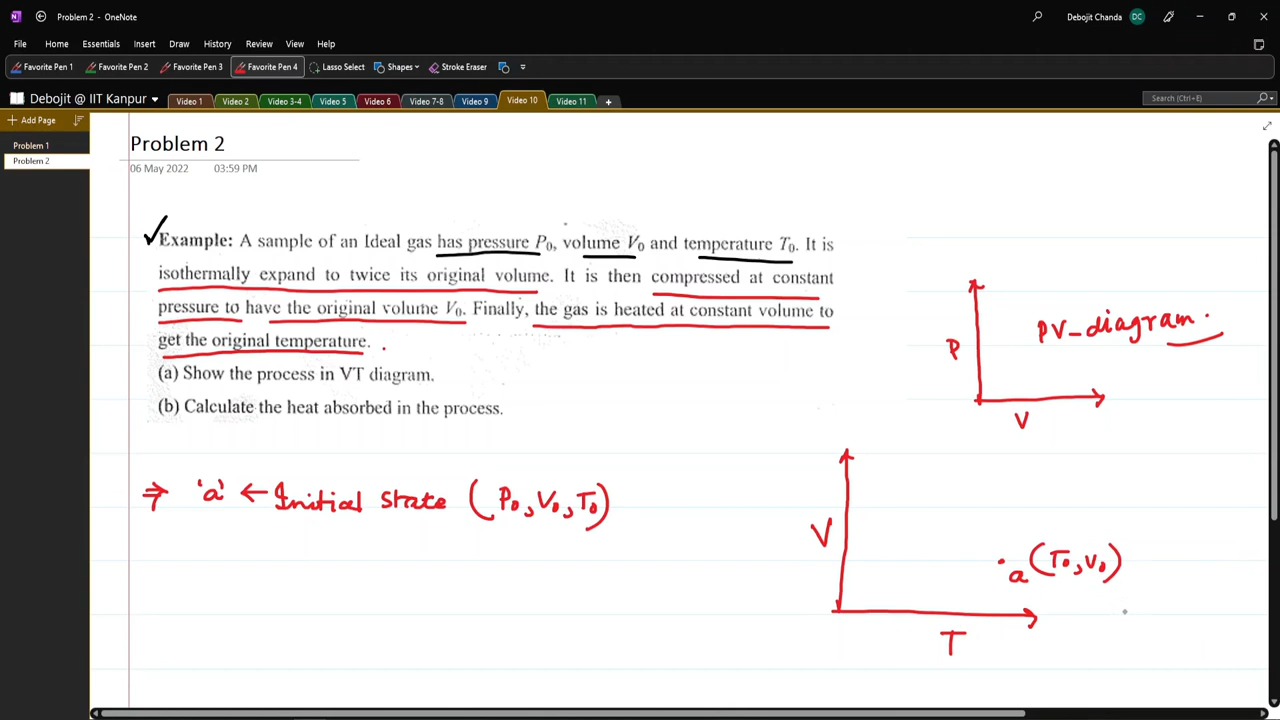 Problem 2 - OneNote
Debojit Chanda DC
File Home Essentials Insert Draw History Review View Help
Favorite Pen 1 Favorite Pen 2 Favorite Pen 3 Favorite Pen 4 Lasso Select Shapes Stroke Eraser
Debojit @ IIT Kanpur Video 1 Video 2 Video 3-4 Video 5 Video 6 Video 7-8 Video 9 Video 10 Video 11 + Search (Ctrl+E)
+ Add Page
Problem 1
Problem 2
Problem 2
06 May 2022 03:59 PM
Example: A sample of an Ideal gas has pressure P₀, volume V₀ and temperature T₀. It is
isothermally expand to twice its original volume. It is then compressed at constant
pressure to have the original volume V₀. Finally, the gas is heated at constant volume to
get the original temperature.
(a) Show the process in VT diagram.
(b) Calculate the heat absorbed in the process.
PV-diagram.
P
V
⇒ 'a' ← Initial State (P₀, V₀, T₀)
V
a (T₀, V₀)
T